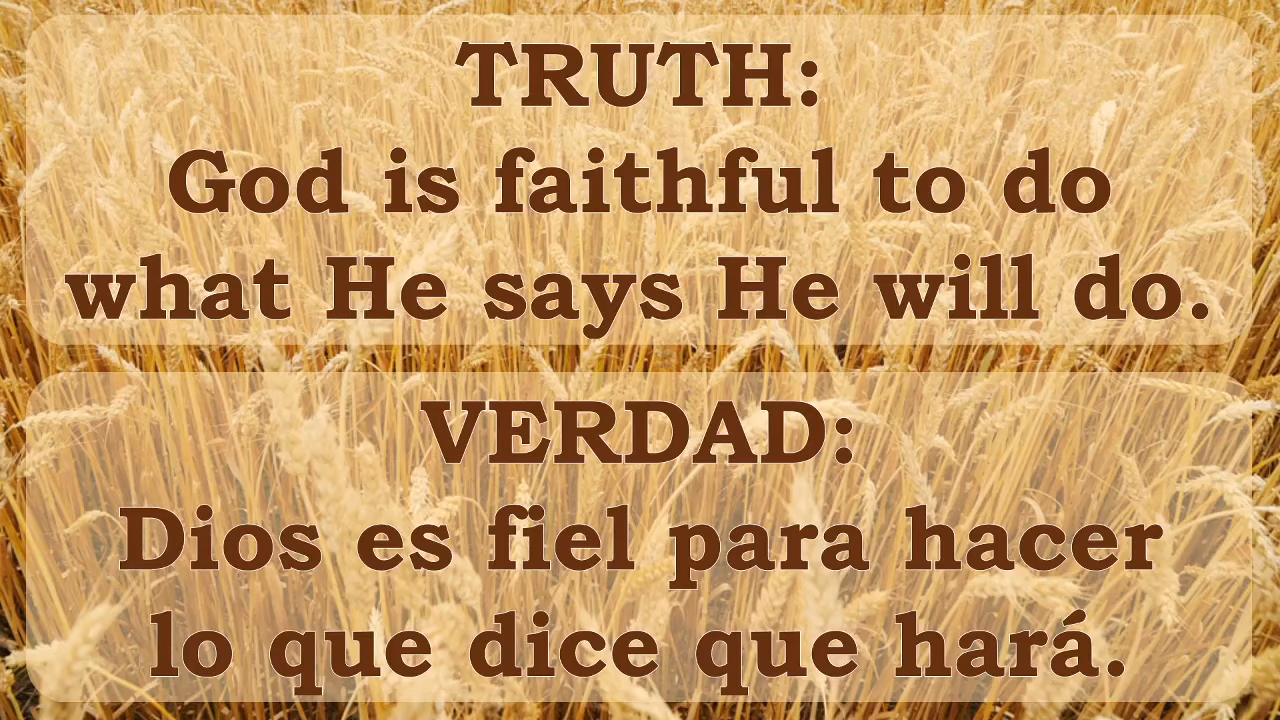 TRUTH:
God is faithful to do
what He says He will do.
VERDAD:
Dios es fiel para hacer
lo que dice que hará.